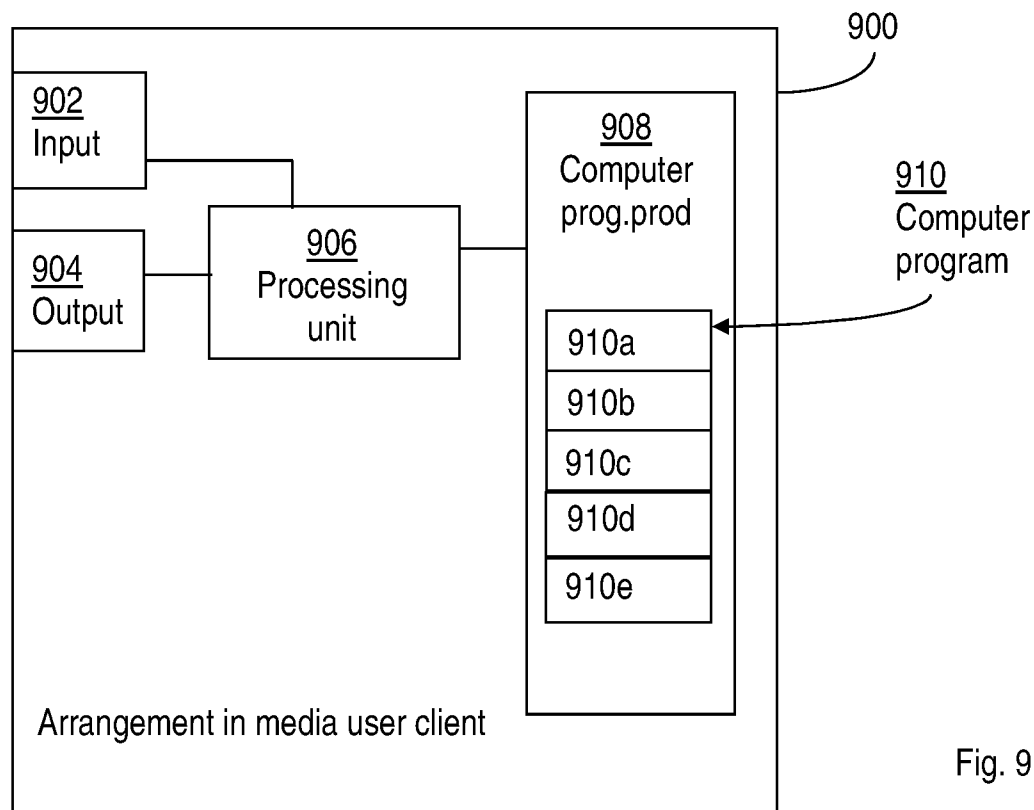 900
902
Input
904
Output
906
Processing
unit
908
Computer
prog.prod
910
Computer
program
910a
910b
910c
910d
910e
Arrangement in media user client
Fig. 9